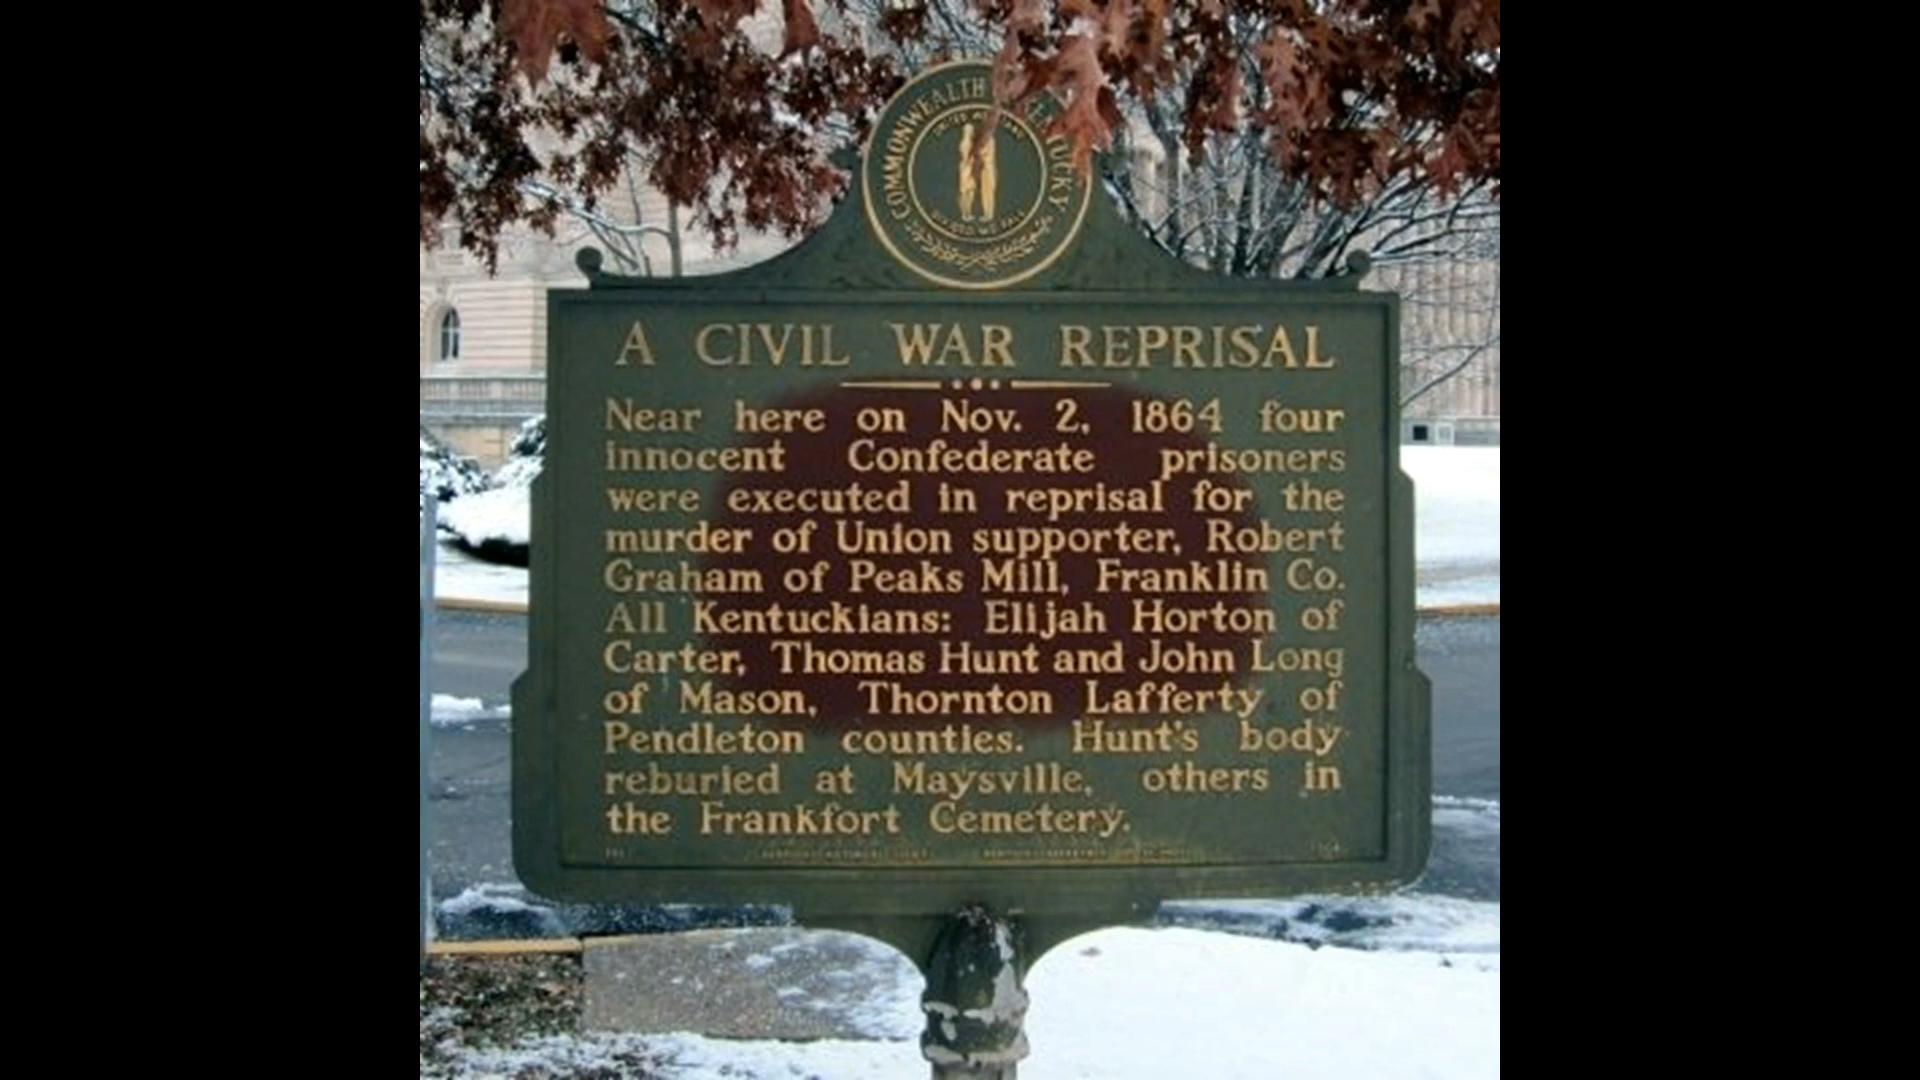 COMMONWEALTH KENTUCKY
A CIVIL WAR REPRISAL
Near here on Nov. 2, 1864 four
innocent Confederate prisoners
were executed in reprisal for the
murder of Union supporter, Robert
Graham of Peaks Mill, Franklin Co.
All Kentuckians: Elijah Horton of
Carter, Thomas Hunt and John Long
of Mason, Thornton Lafferty of
Pendleton counties. Hunt's body
reburied at Maysville, others in
the Frankfort Cemetery.